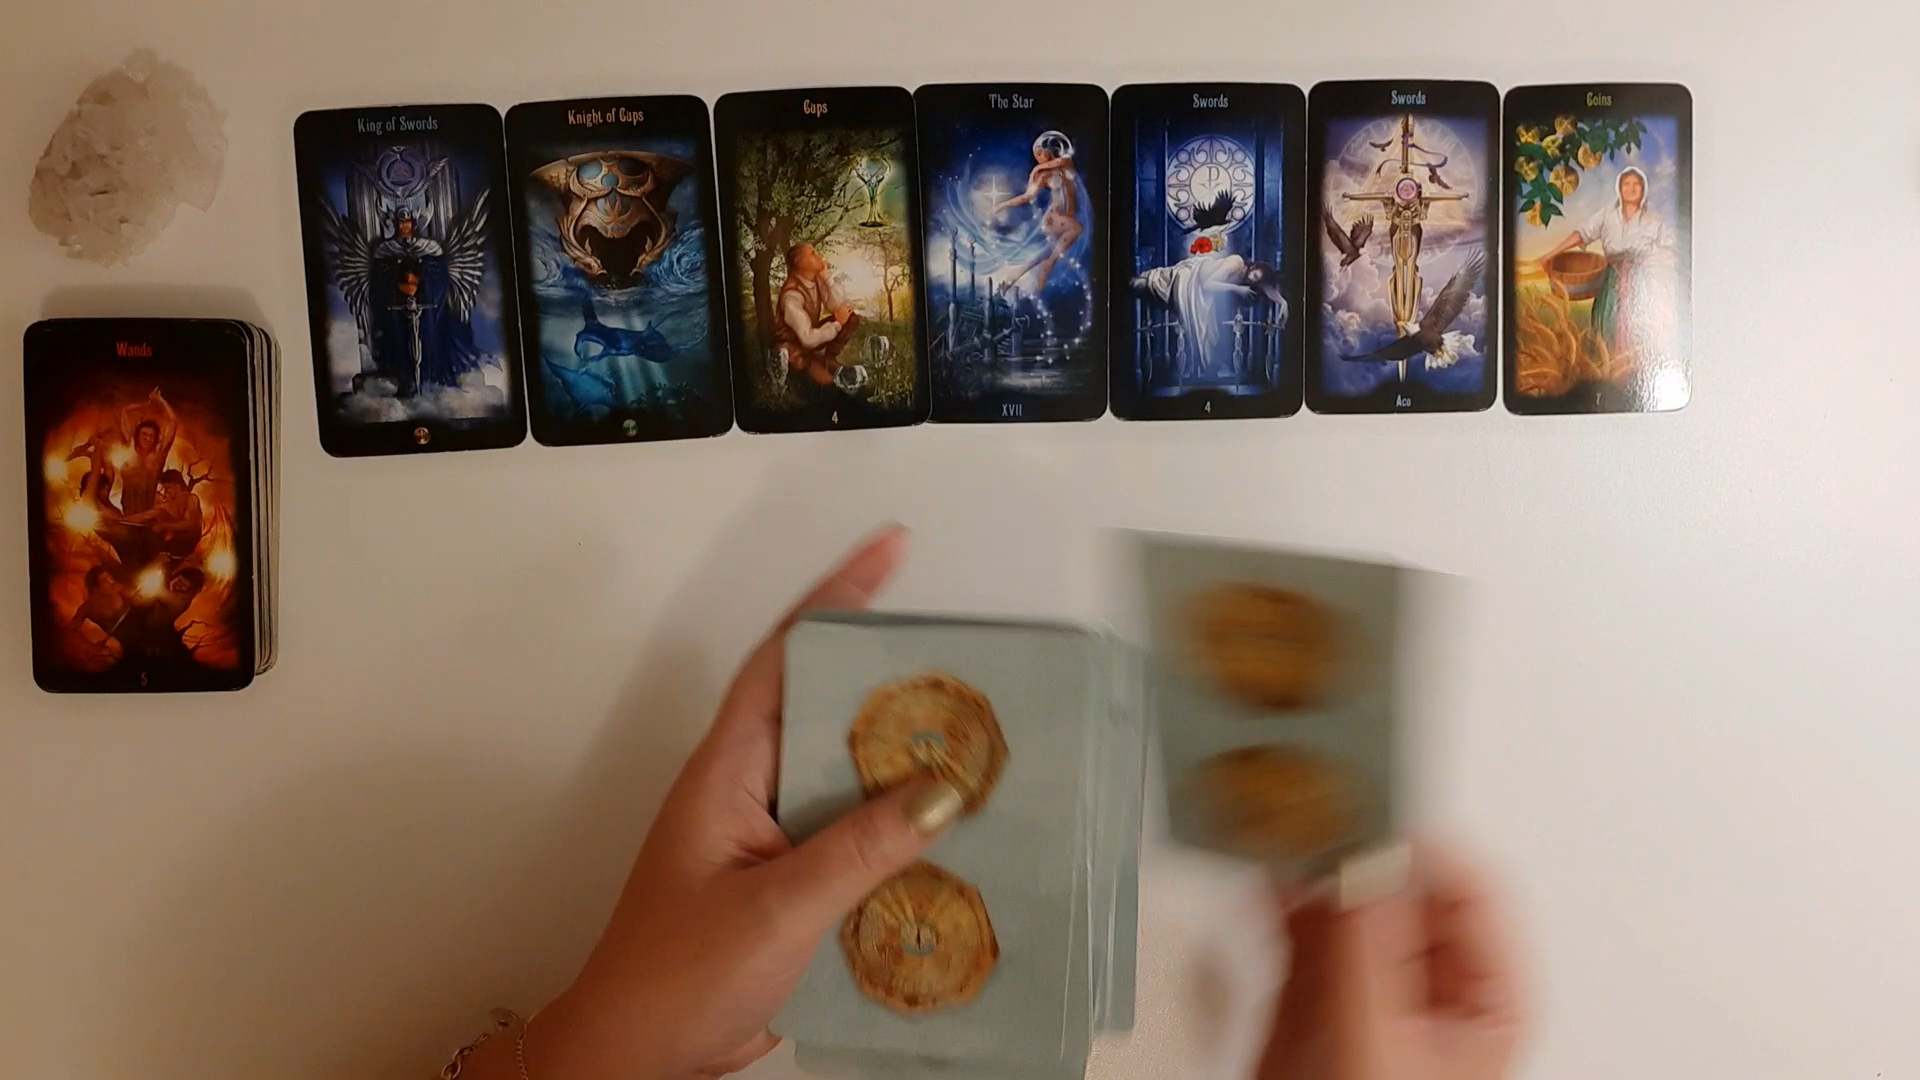 King of Swords
Knight of Cups
Cups
4
The Star
XVII
Swords
4
Swords
Ace
Coins
7
Wands
5